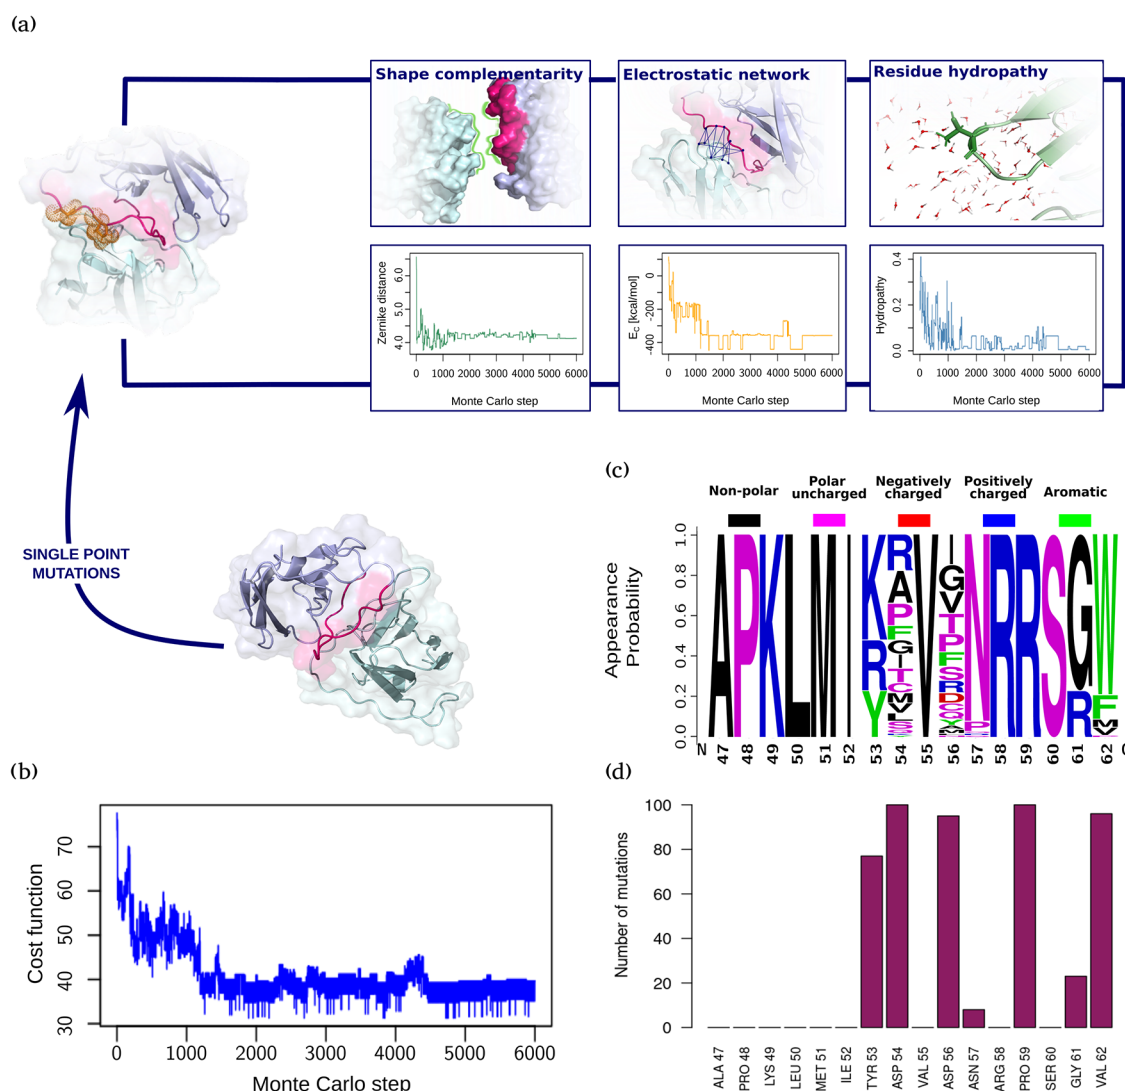 (a)
Shape complementarity
Electrostatic network
Residue hydropathy
Zernike distance
4.0 5.0 6.0
0 1000 2000 3000 4000 5000 6000
Monte Carlo step
E_C [kcal/mol]
-400 -200 0
0 1000 2000 3000 4000 5000 6000
Monte Carlo step
Hydropathy
0.0 0.2 0.4
0 1000 2000 3000 4000 5000 6000
Monte Carlo step
SINGLE POINT
MUTATIONS
(c)
Non-polar
Polar
uncharged
Negatively
charged
Positively
charged
Aromatic
Appearance
Probability
0.0 0.2 0.4 0.6 0.8 1.0
A P K L M I
K R Y
R A P F G I T C M V L S
V
I G V T P F S R D C
N P
R R S
G R
W F M V
N 47 48 49 50 51 52 53 54 55 56 57 58 59 60 61 62
(b)
Cost function
30 40 50 60 70
0 1000 2000 3000 4000 5000 6000
Monte Carlo step
(d)
Number of mutations
0 20 40 60 80 100
ALA 47
PRO 48
LYS 49
LEU 50
MET 51
ILE 52
TYR 53
ASP 54
VAL 55
ASP 56
ASN 57
ARG 58
PRO 59
SER 60
GLY 61
VAL 62